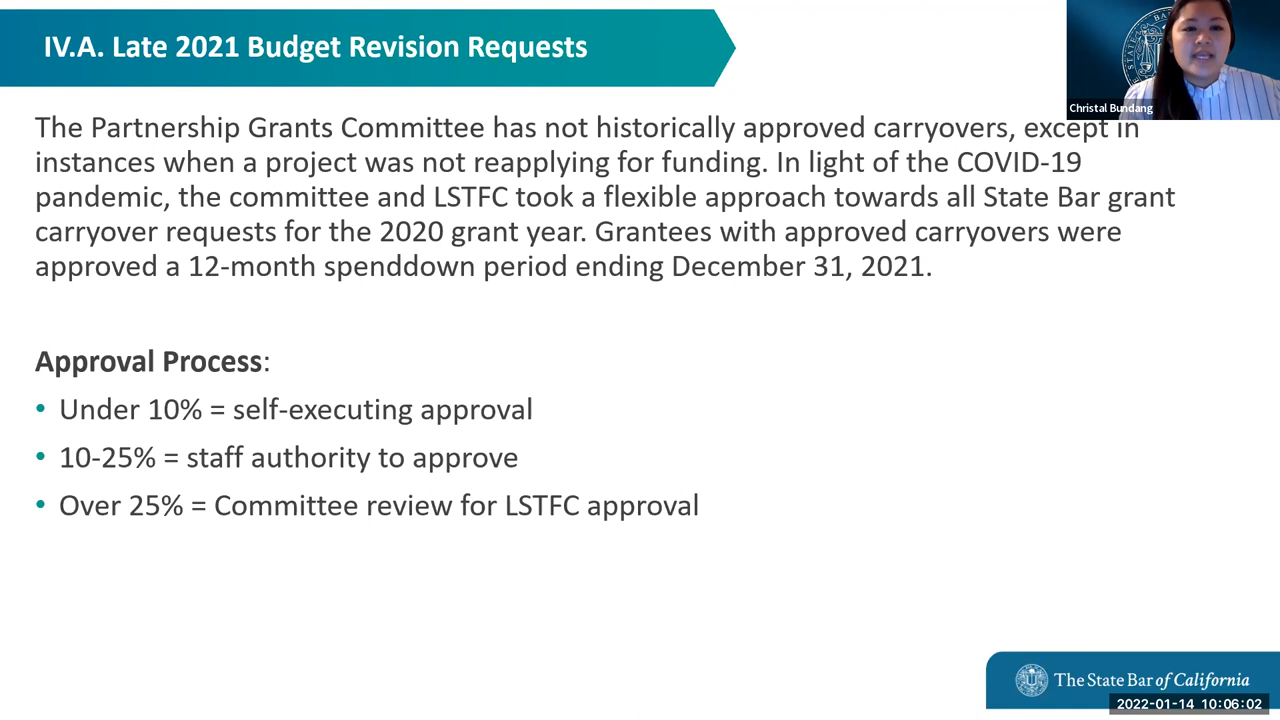 IV.A. Late 2021 Budget Revision Requests
Christal Bundang
The Partnership Grants Committee has not historically approved carryovers, except in
instances when a project was not reapplying for funding. In light of the COVID-19
pandemic, the committee and LSTFC took a flexible approach towards all State Bar grant
carryover requests for the 2020 grant year. Grantees with approved carryovers were
approved a 12-month spenddown period ending December 31, 2021.
Approval Process:
• Under 10% = self-executing approval
• 10-25% = staff authority to approve
• Over 25% = Committee review for LSTFC approval
The State Bar of California
2022-01-14 10:06:02